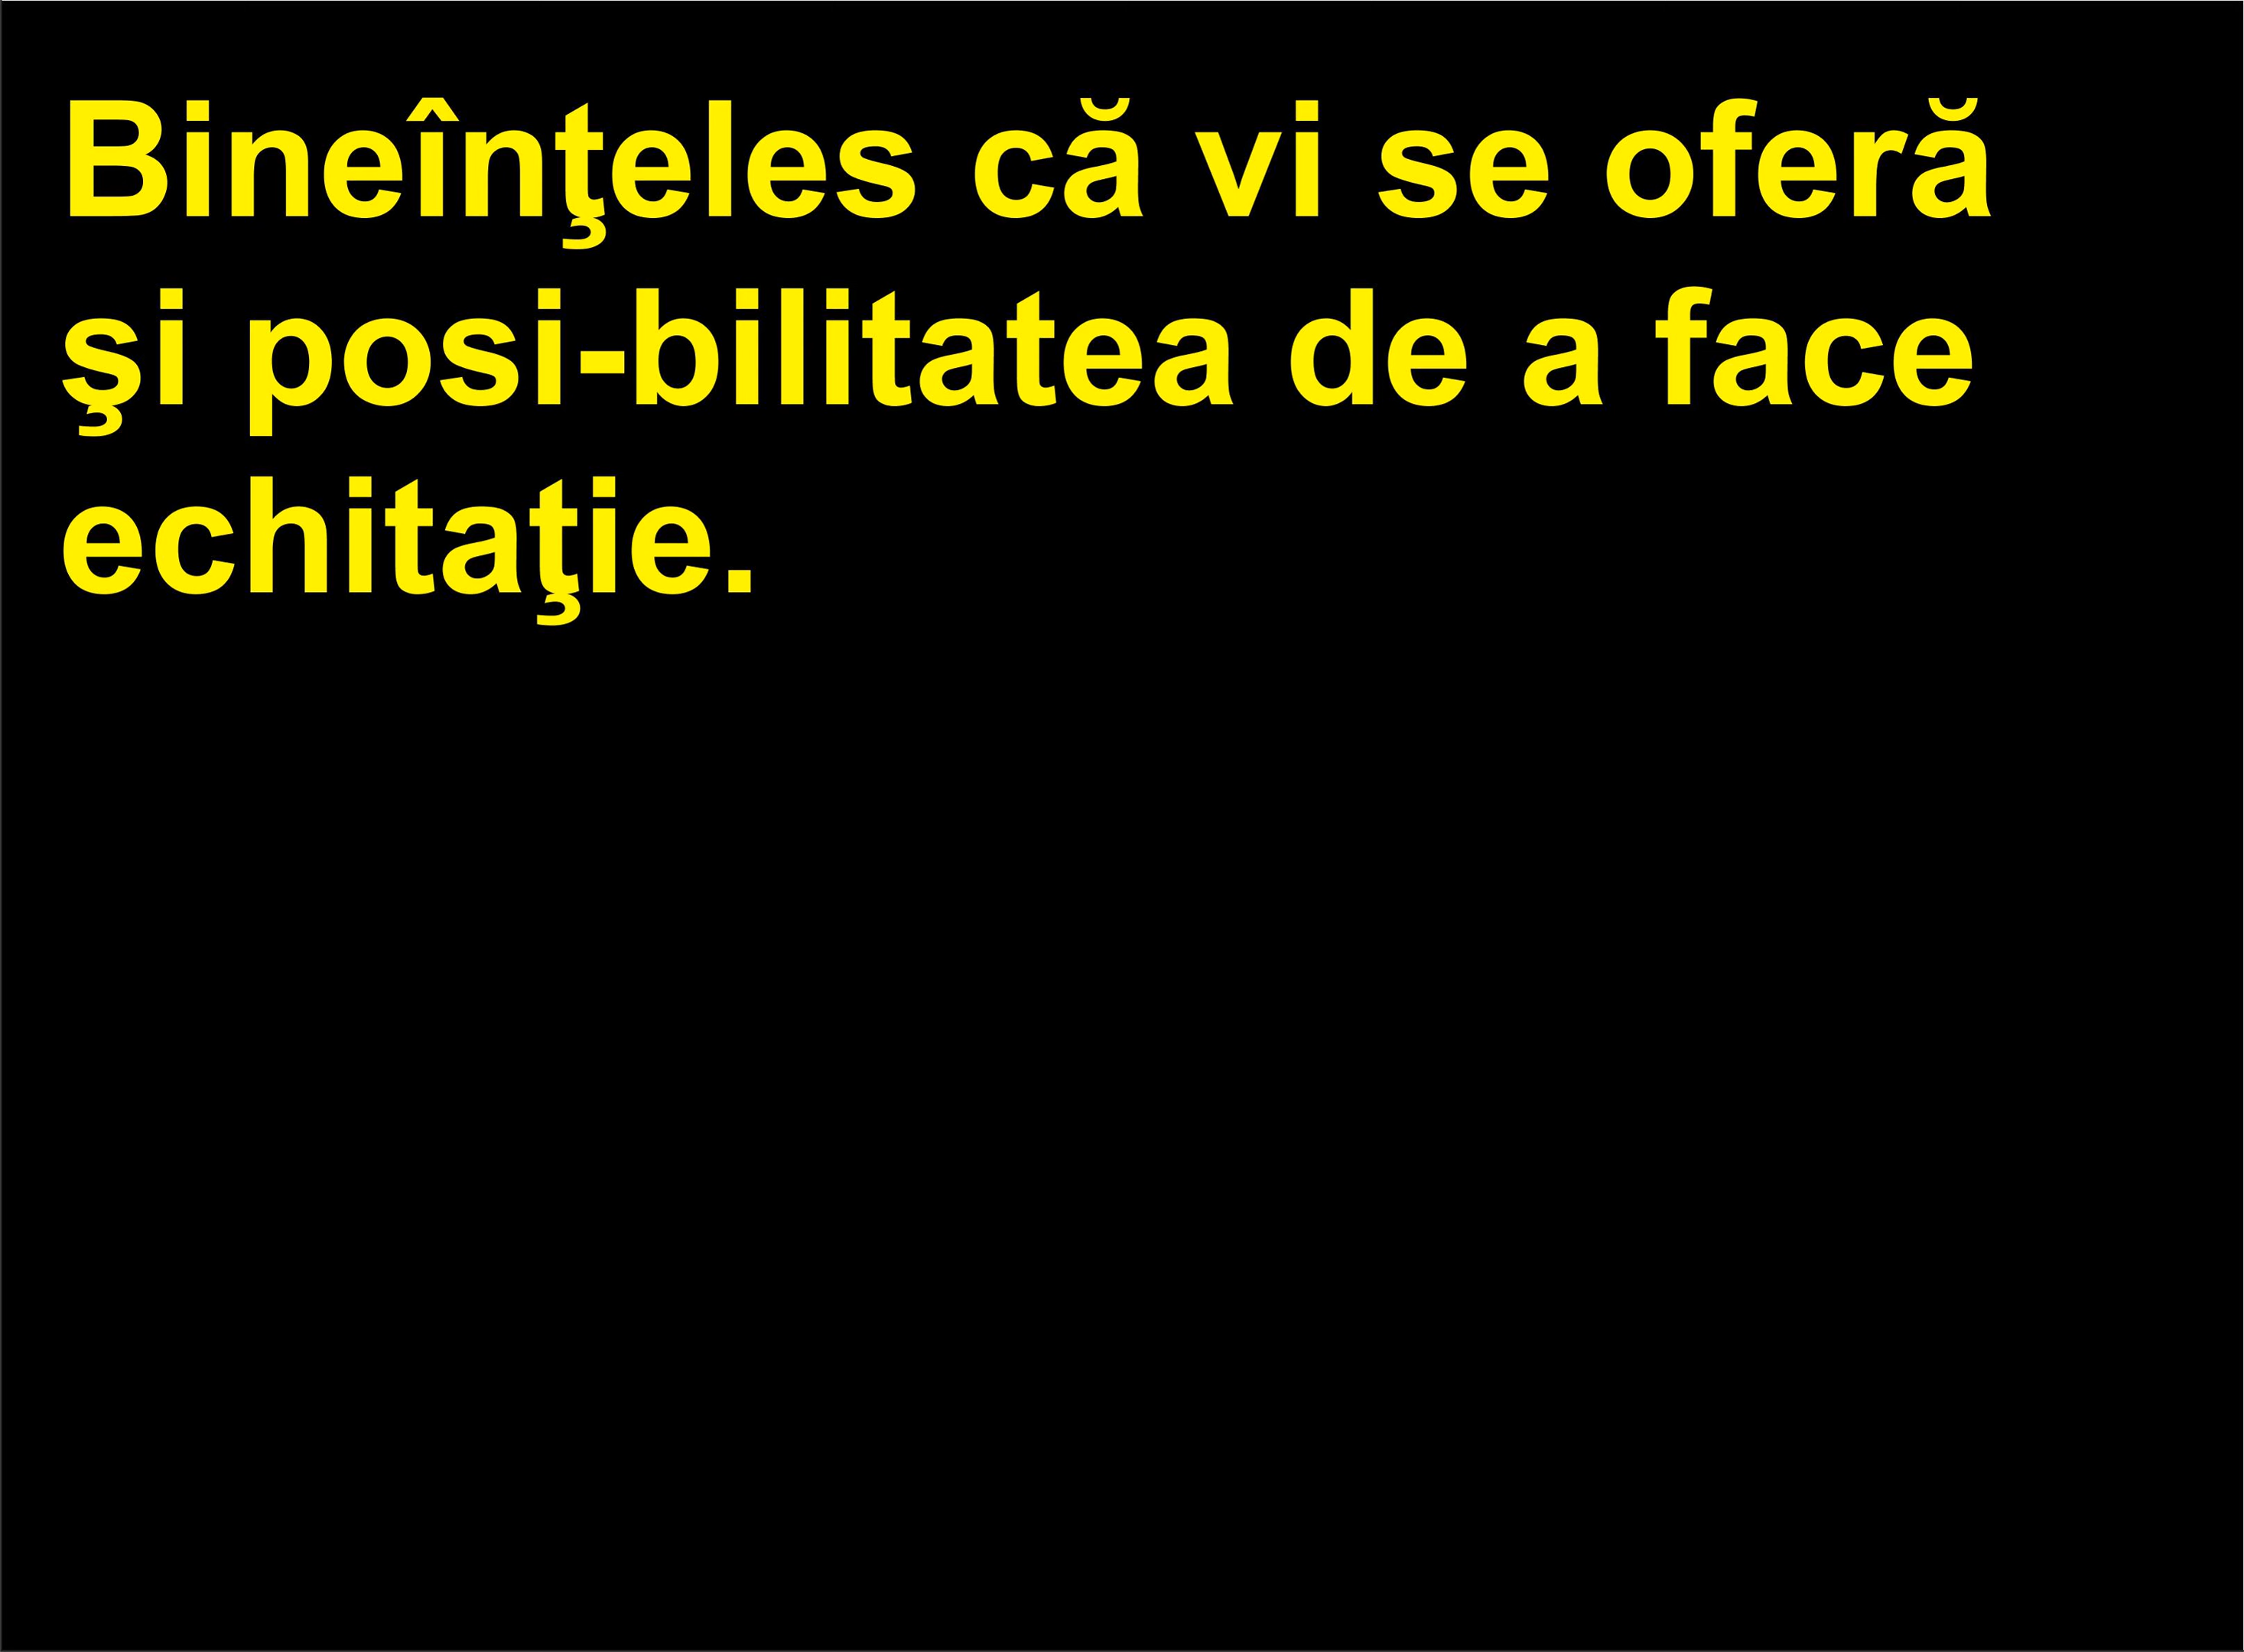 Bineînţeles că vi se oferă
şi posi-bilitatea de a face
echitaţie.